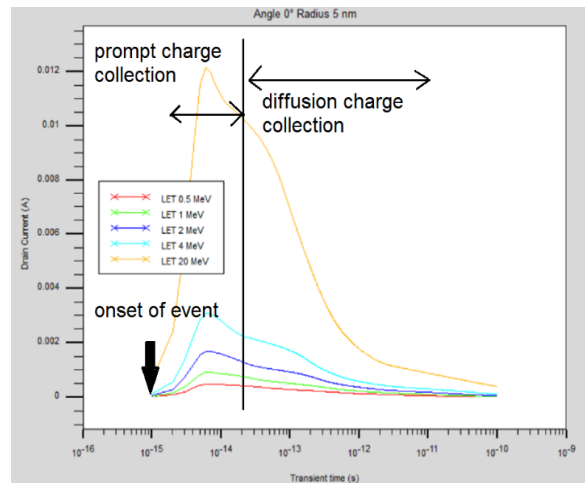 Angle 0° Radius 5 nm
prompt charge
collection
diffusion charge
collection
0.012
0.01
0.008
0.006
0.004
0.002
0
Drain Current (A)
LET 0.5 MeV
LET 1 MeV
LET 2 MeV
LET 4 MeV
LET 20 MeV
onset of event
10^-16
10^-15
10^-14
10^-13
10^-12
10^-11
10^-10
10^-9
Transient time (s)